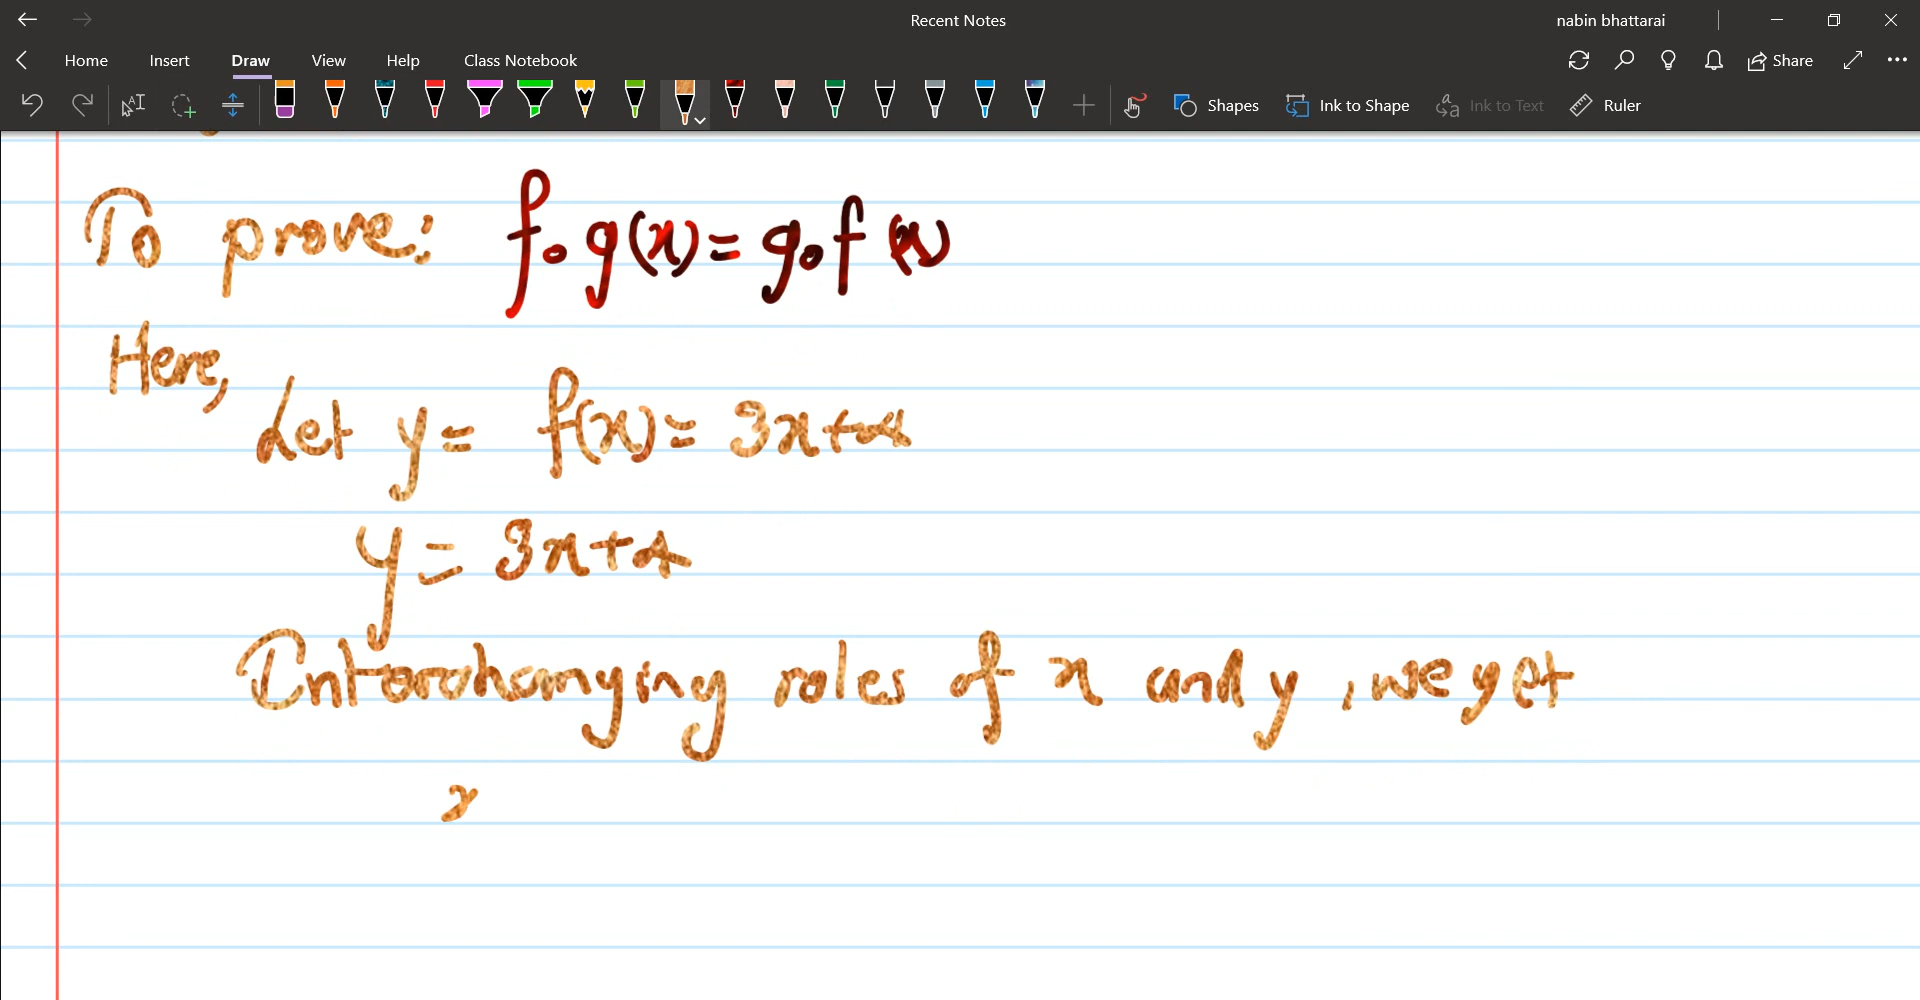 Recent Notes
nabin bhattarai
Home Insert Draw View Help Class Notebook
Share
Shapes Ink to Shape Ink to Text Ruler
To prove: fog(x)= gof (x)
Here,
Let y= f(x)= 3x+4
y = 3x+4
Interchanging roles of x and y, we get
x